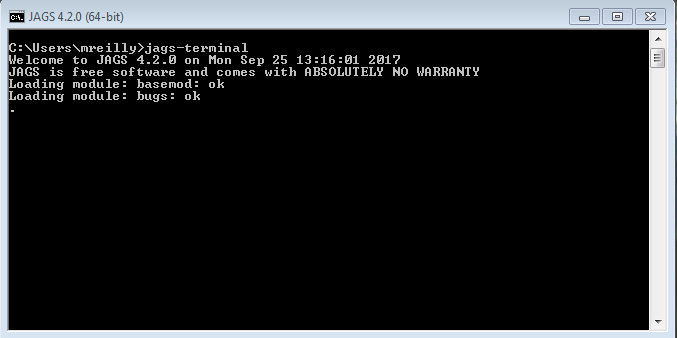 JAGS 4.2.0 (64-bit)
C:\Users\mreilly>jags-terminal
Welcome to JAGS 4.2.0 on Mon Sep 25 13:16:01 2017
JAGS is free software and comes with ABSOLUTELY NO WARRANTY
Loading module: basemod: ok
Loading module: bugs: ok
.